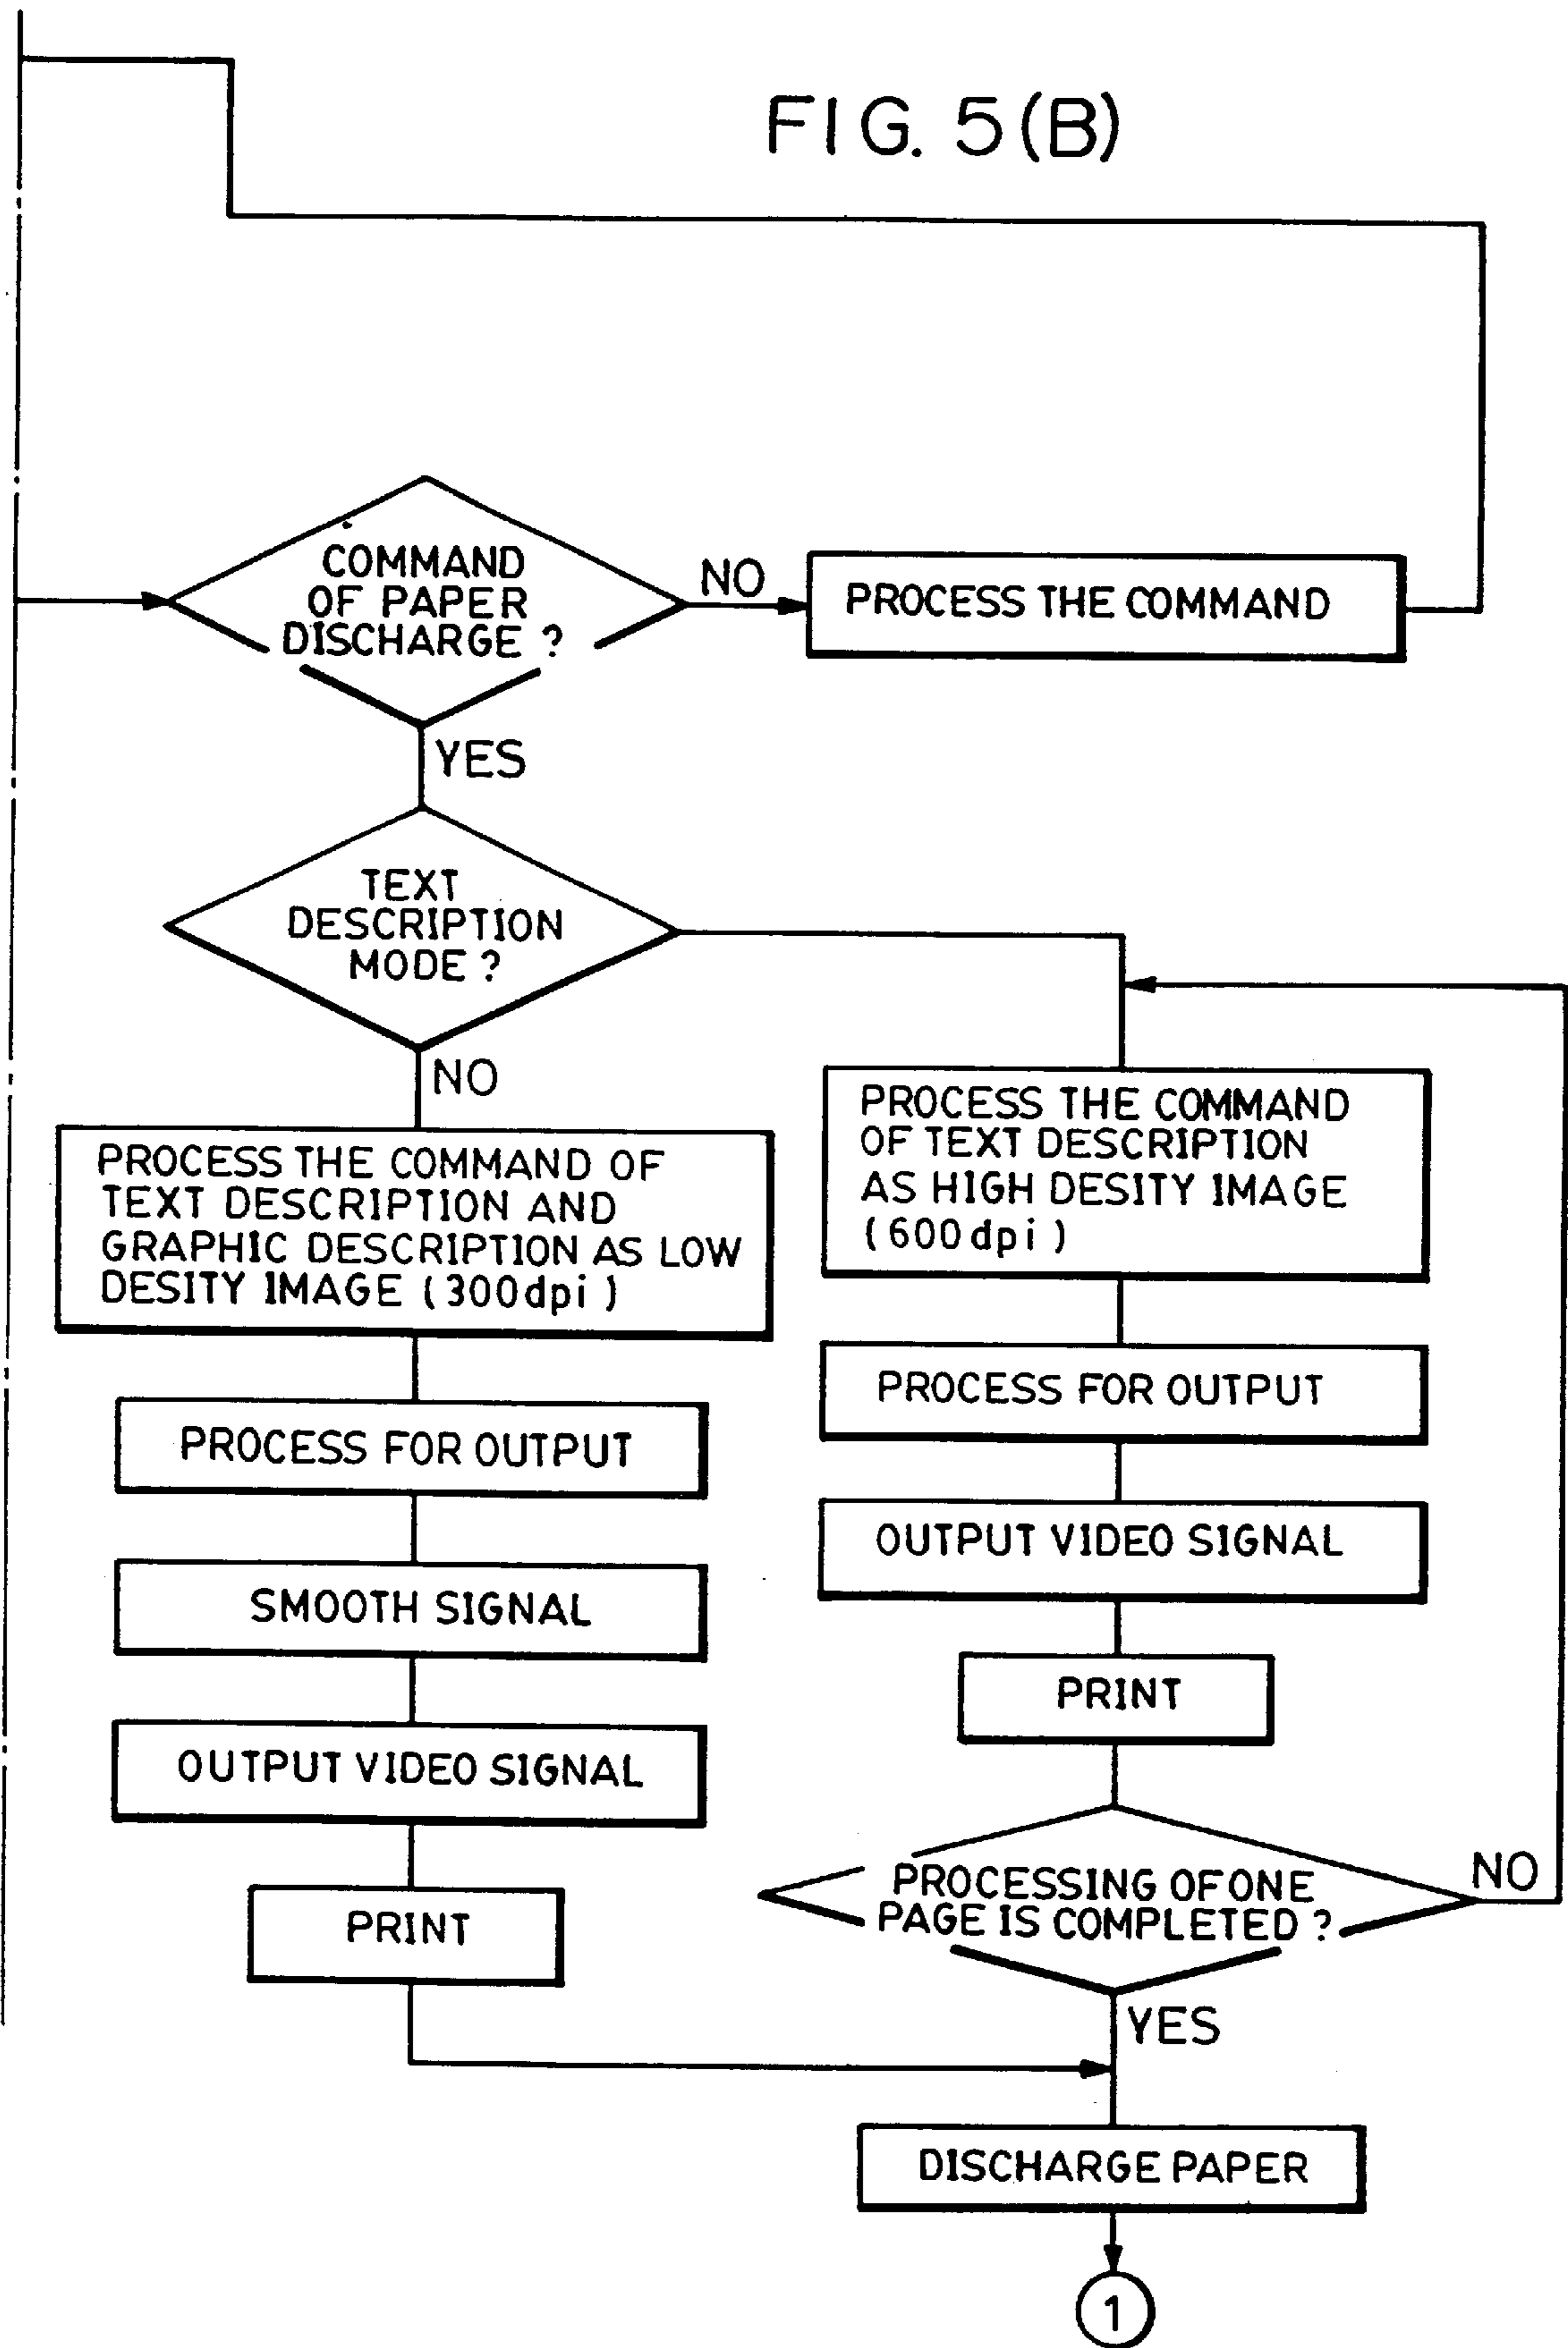 FIG. 5(B)
COMMAND
OF PAPER
DISCHARGE ?
NO
PROCESS THE COMMAND
YES
TEXT
DESCRIPTION
MODE ?
NO
PROCESS THE COMMAND OF
TEXT DESCRIPTION AND
GRAPHIC DESCRIPTION AS LOW
DESITY IMAGE (300dpi)
PROCESS FOR OUTPUT
SMOOTH SIGNAL
OUTPUT VIDEO SIGNAL
PRINT
PROCESS THE COMMAND
OF TEXT DESCRIPTION
AS HIGH DESITY IMAGE
(600dpi)
PROCESS FOR OUTPUT
OUTPUT VIDEO SIGNAL
PRINT
PROCESSING OF ONE
PAGE IS COMPLETED ?
NO
YES
DISCHARGE PAPER
1